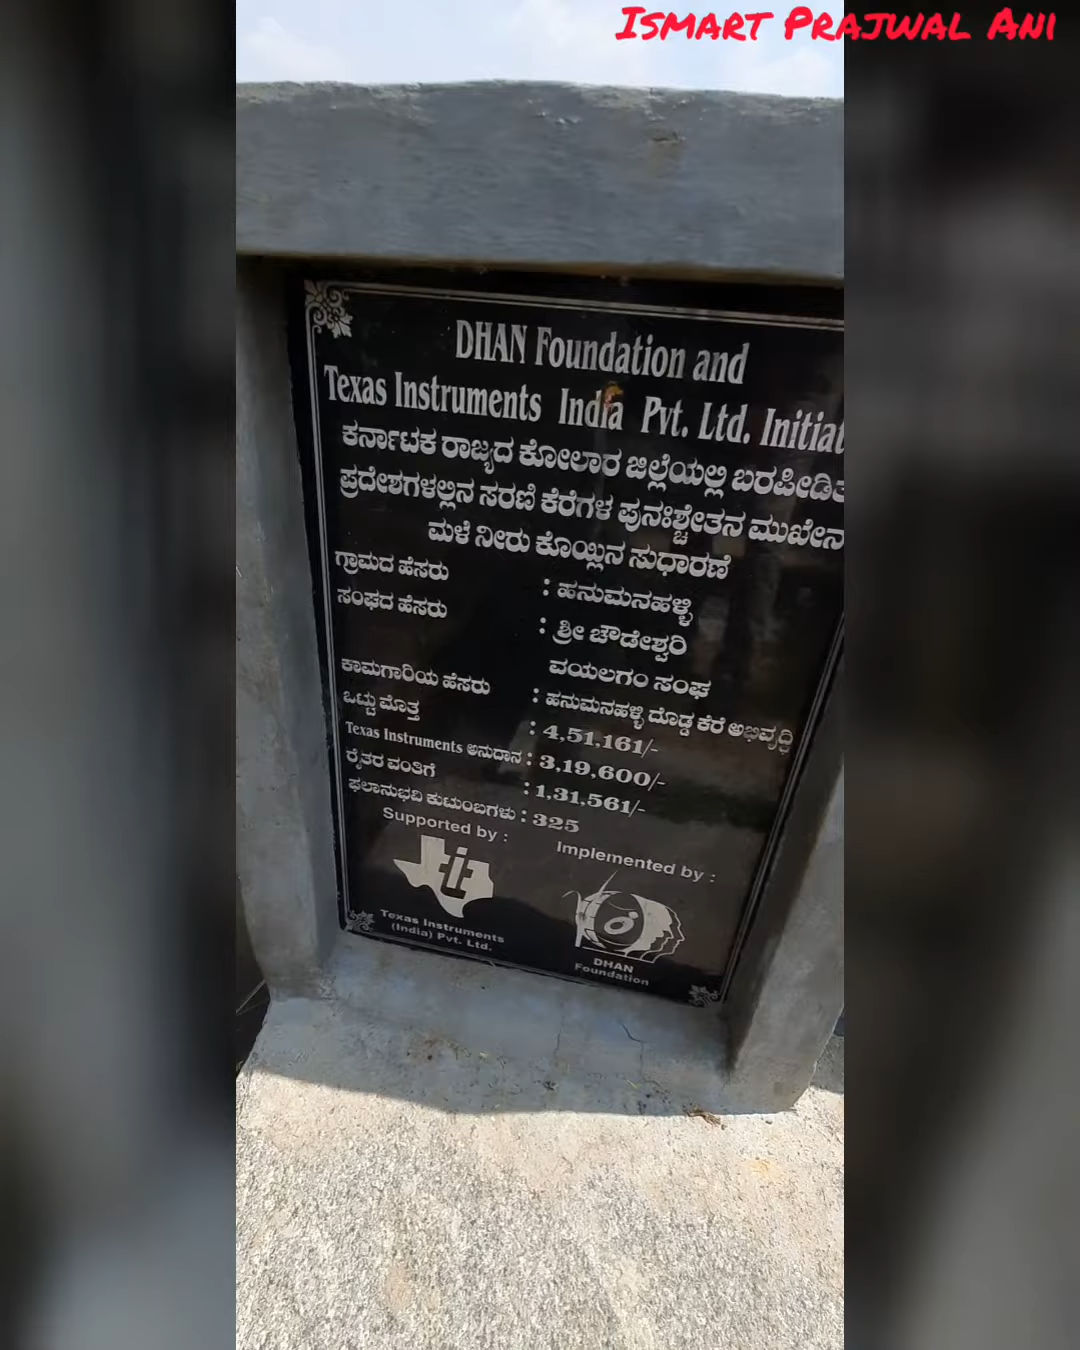 Ismart Prajwal Ani
DHAN Foundation and
Texas Instruments India Pvt. Ltd. Initiat
ಕರ್ನಾಟಕ ರಾಜ್ಯದ ಕೋಲಾರ ಜಿಲ್ಲೆಯಲ್ಲಿ ಬರಪೀಡಿತ
ಪ್ರದೇಶಗಳಲ್ಲಿನ ಸರಣಿ ಕೆರೆಗಳ ಪುನಃಶ್ಚೇತನ ಮುಖೇನ
ಮಳೆ ನೀರು ಕೊಯ್ಲಿನ ಸುಧಾರಣೆ
ಗ್ರಾಮದ ಹೆಸರು : ಹನುಮನಹಳ್ಳಿ
ಸಂಘದ ಹೆಸರು : ಶ್ರೀ ಚೌಡೇಶ್ವರಿ
ವಯಲಗಂ ಸಂಘ
ಕಾಮಗಾರಿಯ ಹೆಸರು : ಹನುಮನಹಳ್ಳಿ ದೊಡ್ಡ ಕೆರೆ ಅಭಿವೃದ್ಧಿ
ಒಟ್ಟು ಮೊತ್ತ : 4,51,161/-
Texas Instruments ಅನುದಾನ : 3,19,600/-
ರೈತರ ವಂತಿಗೆ : 1,31,561/-
ಫಲಾನುಭವಿ ಕುಟುಂಬಗಳು : 325
Supported by : Implemented by :
Texas Instruments
(India) Pvt. Ltd.
DHAN
Foundation